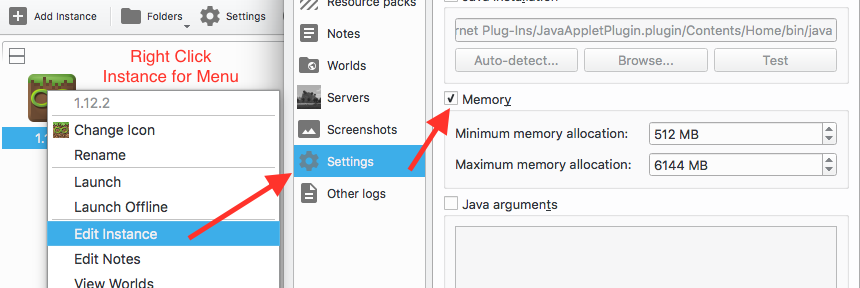 Add Instance
Folders
Settings
Right Click
Instance for Menu
1.12.2
Change Icon
Rename
Launch
Launch Offline
Edit Instance
Edit Notes
View Worlds
Resource packs
Notes
Worlds
Servers
Screenshots
Settings
Other logs
Java installation
rnet Plug-Ins/JavaAppletPlugin.plugin/Contents/Home/bin/java
Auto-detect...
Browse...
Test
Memory
Minimum memory allocation:
512 MB
Maximum memory allocation:
6144 MB
Java arguments